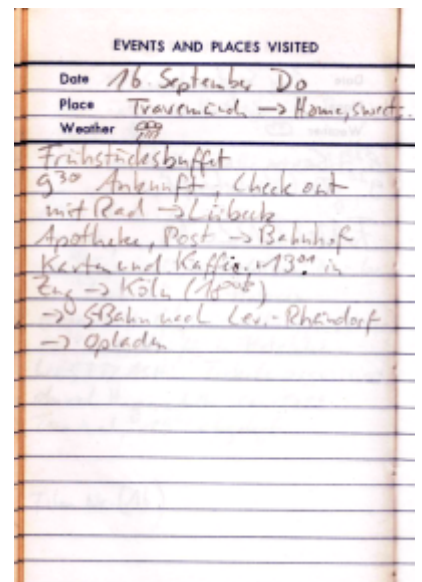 EVENTS AND PLACES VISITED
Date 16. September Do
Place Travemünde -> Home, sweet
Weather
Frühstücksbuffet
9³⁰ Ankunft, Check out
mit Rad -> Lübeck
Apotheke, Post -> Bahnhof
Karten und Kaffee. 13⁰¹ in
Zug -> Köln
-> S-Bahn nach Lev.-Rheindorf
-> Opladen